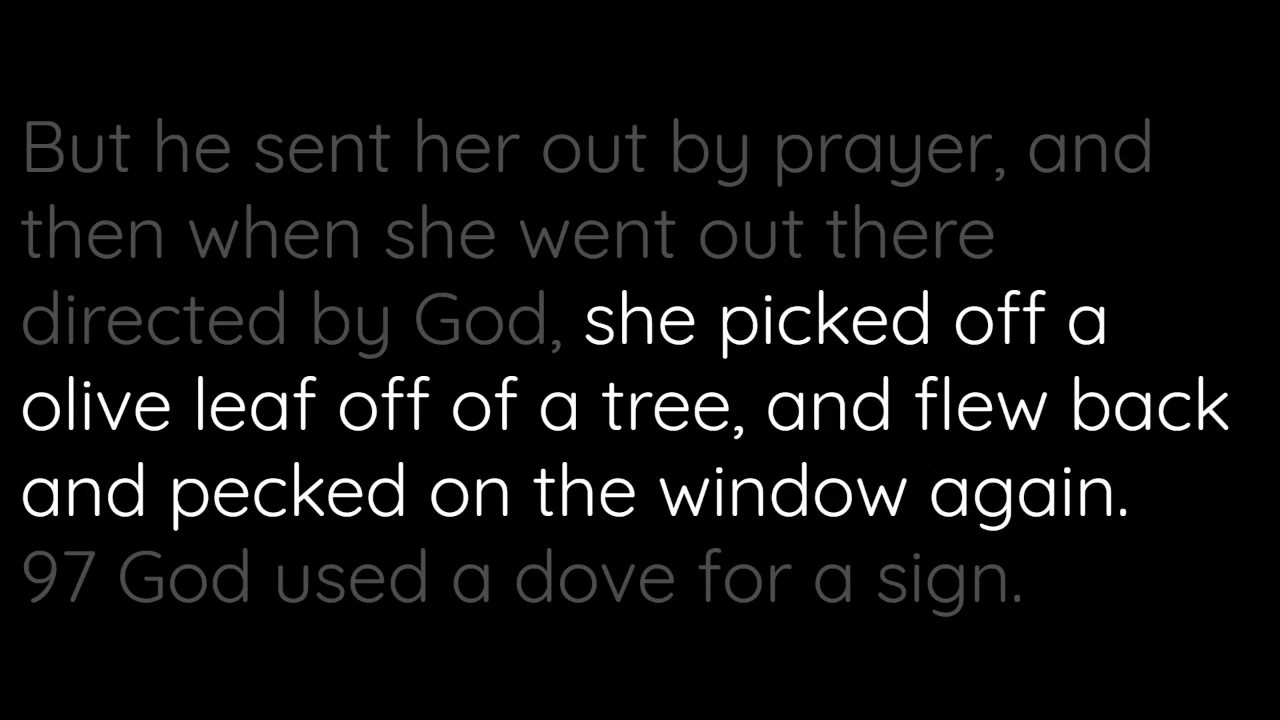 But he sent her out by prayer, and
then when she went out there
directed by God, she picked off a
olive leaf off of a tree, and flew back
and pecked on the window again.
97 God used a dove for a sign.